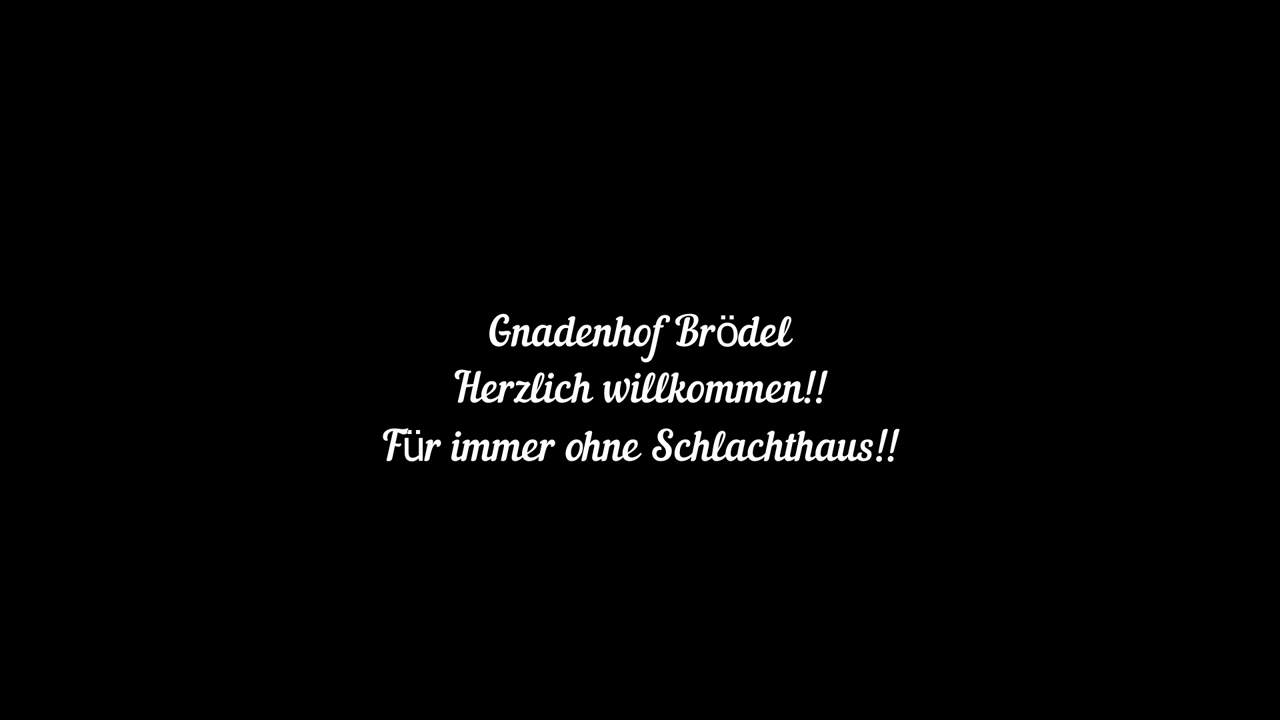 Gnadenhof Brödel
Herzlich willkommen!!
Für immer ohne Schlachthaus!!